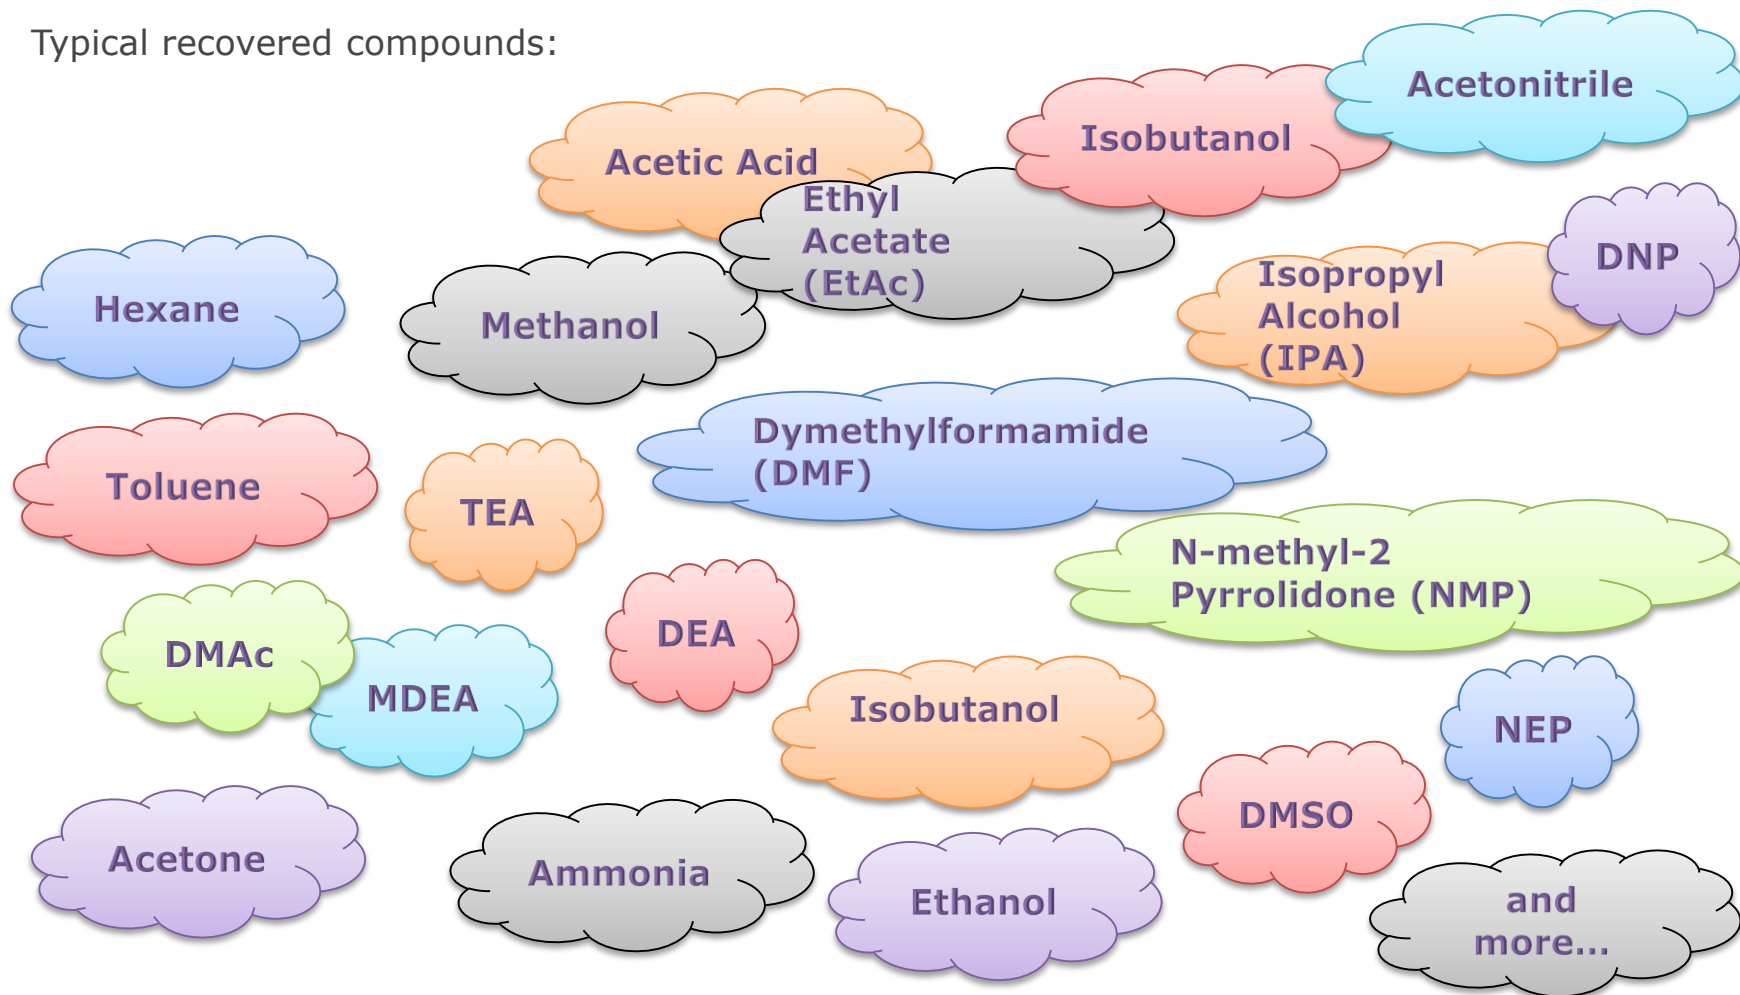 Typical recovered compounds:
Acetonitrile
Isobutanol
Acetic Acid
Ethyl
Acetate
(EtAc)
DNP
Isopropyl
Alcohol
(IPA)
Hexane
Methanol
Dymethylformamide
(DMF)
Toluene
TEA
N-methyl-2
Pyrrolidone (NMP)
DEA
DMAc
MDEA
Isobutanol
NEP
DMSO
Acetone
Ammonia
Ethanol
and
more...